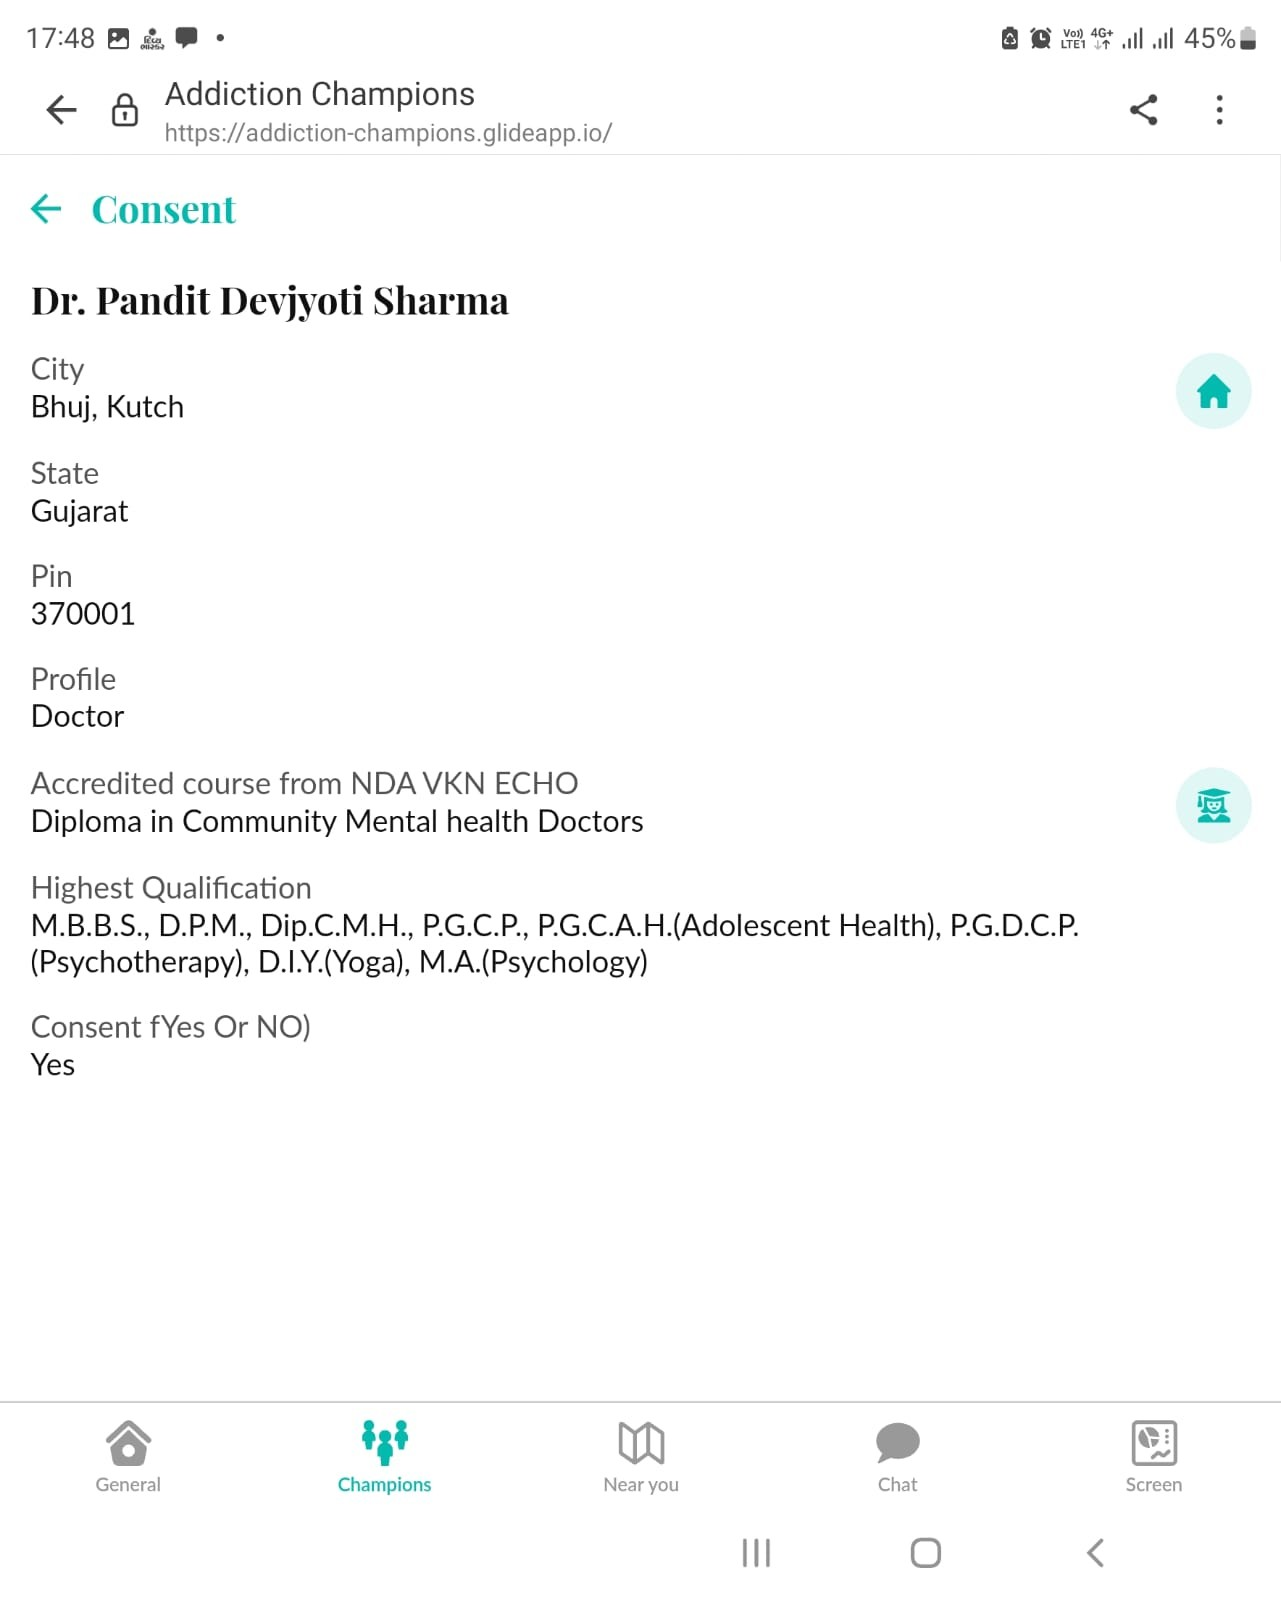 17:48
દિવ્ય ભાસ્કર
Vo)) LTE1 4G+ 45%
Addiction Champions
https://addiction-champions.glideapp.io/
Consent
Dr. Pandit Devjyoti Sharma
City
Bhuj, Kutch
State
Gujarat
Pin
370001
Profile
Doctor
Accredited course from NDA VKN ECHO
Diploma in Community Mental health Doctors
Highest Qualification
M.B.B.S., D.P.M., Dip.C.M.H., P.G.C.P., P.G.C.A.H.(Adolescent Health), P.G.D.C.P.
(Psychotherapy), D.I.Y.(Yoga), M.A.(Psychology)
Consent fYes Or NO)
Yes
General
Champions
Near you
Chat
Screen